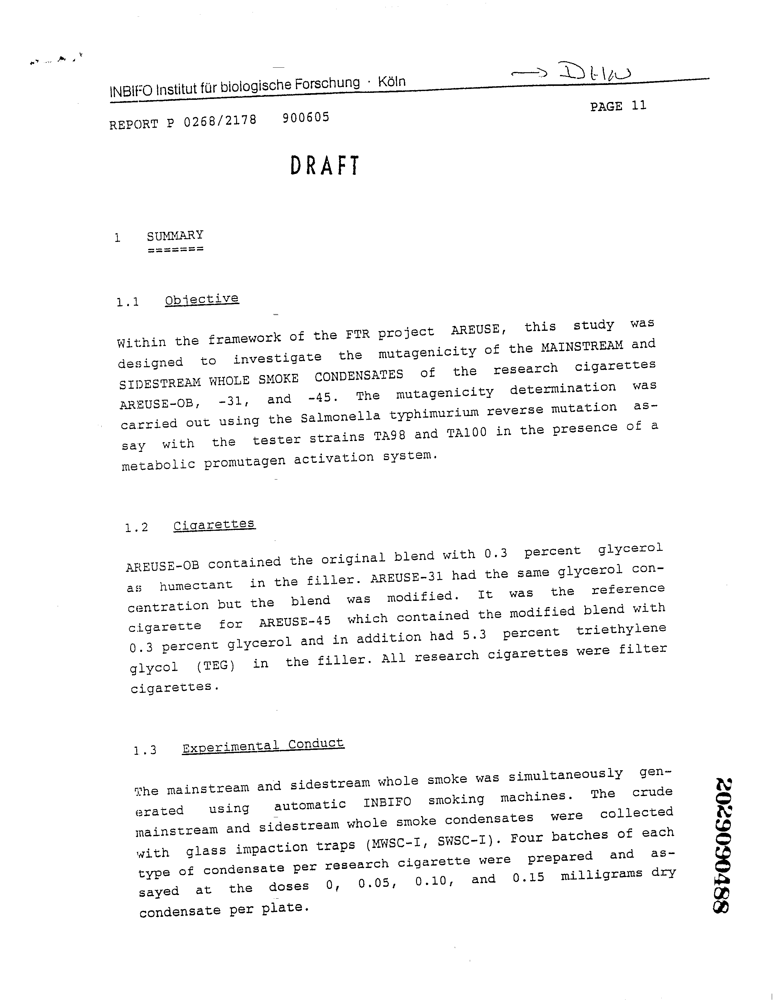 INBIFO Institut für biologische Forschung · Köln
→ DHW
REPORT P 0268/2178 900605
PAGE 11
DRAFT
1 SUMMARY
=======
1.1 Objective
Within the framework of the FTR project AREUSE, this study was
designed to investigate the mutagenicity of the MAINSTREAM and
SIDESTREAM WHOLE SMOKE CONDENSATES of the research cigarettes
AREUSE-OB, -31, and -45. The mutagenicity determination was
carried out using the Salmonella typhimurium reverse mutation as-
say with the tester strains TA98 and TA100 in the presence of a
metabolic promutagen activation system.
1.2 Cigarettes
AREUSE-OB contained the original blend with 0.3 percent glycerol
as humectant in the filler. AREUSE-31 had the same glycerol con-
centration but the blend was modified. It was the reference
cigarette for AREUSE-45 which contained the modified blend with
0.3 percent glycerol and in addition had 5.3 percent triethylene
glycol (TEG) in the filler. All research cigarettes were filter
cigarettes.
1.3 Experimental Conduct
The mainstream and sidestream whole smoke was simultaneously gen-
erated using automatic INBIFO smoking machines. The crude
mainstream and sidestream whole smoke condensates were collected
with glass impaction traps (MWSC-I, SWSC-I). Four batches of each
type of condensate per research cigarette were prepared and as-
sayed at the doses 0, 0.05, 0.10, and 0.15 milligrams dry
condensate per plate.
2029090488